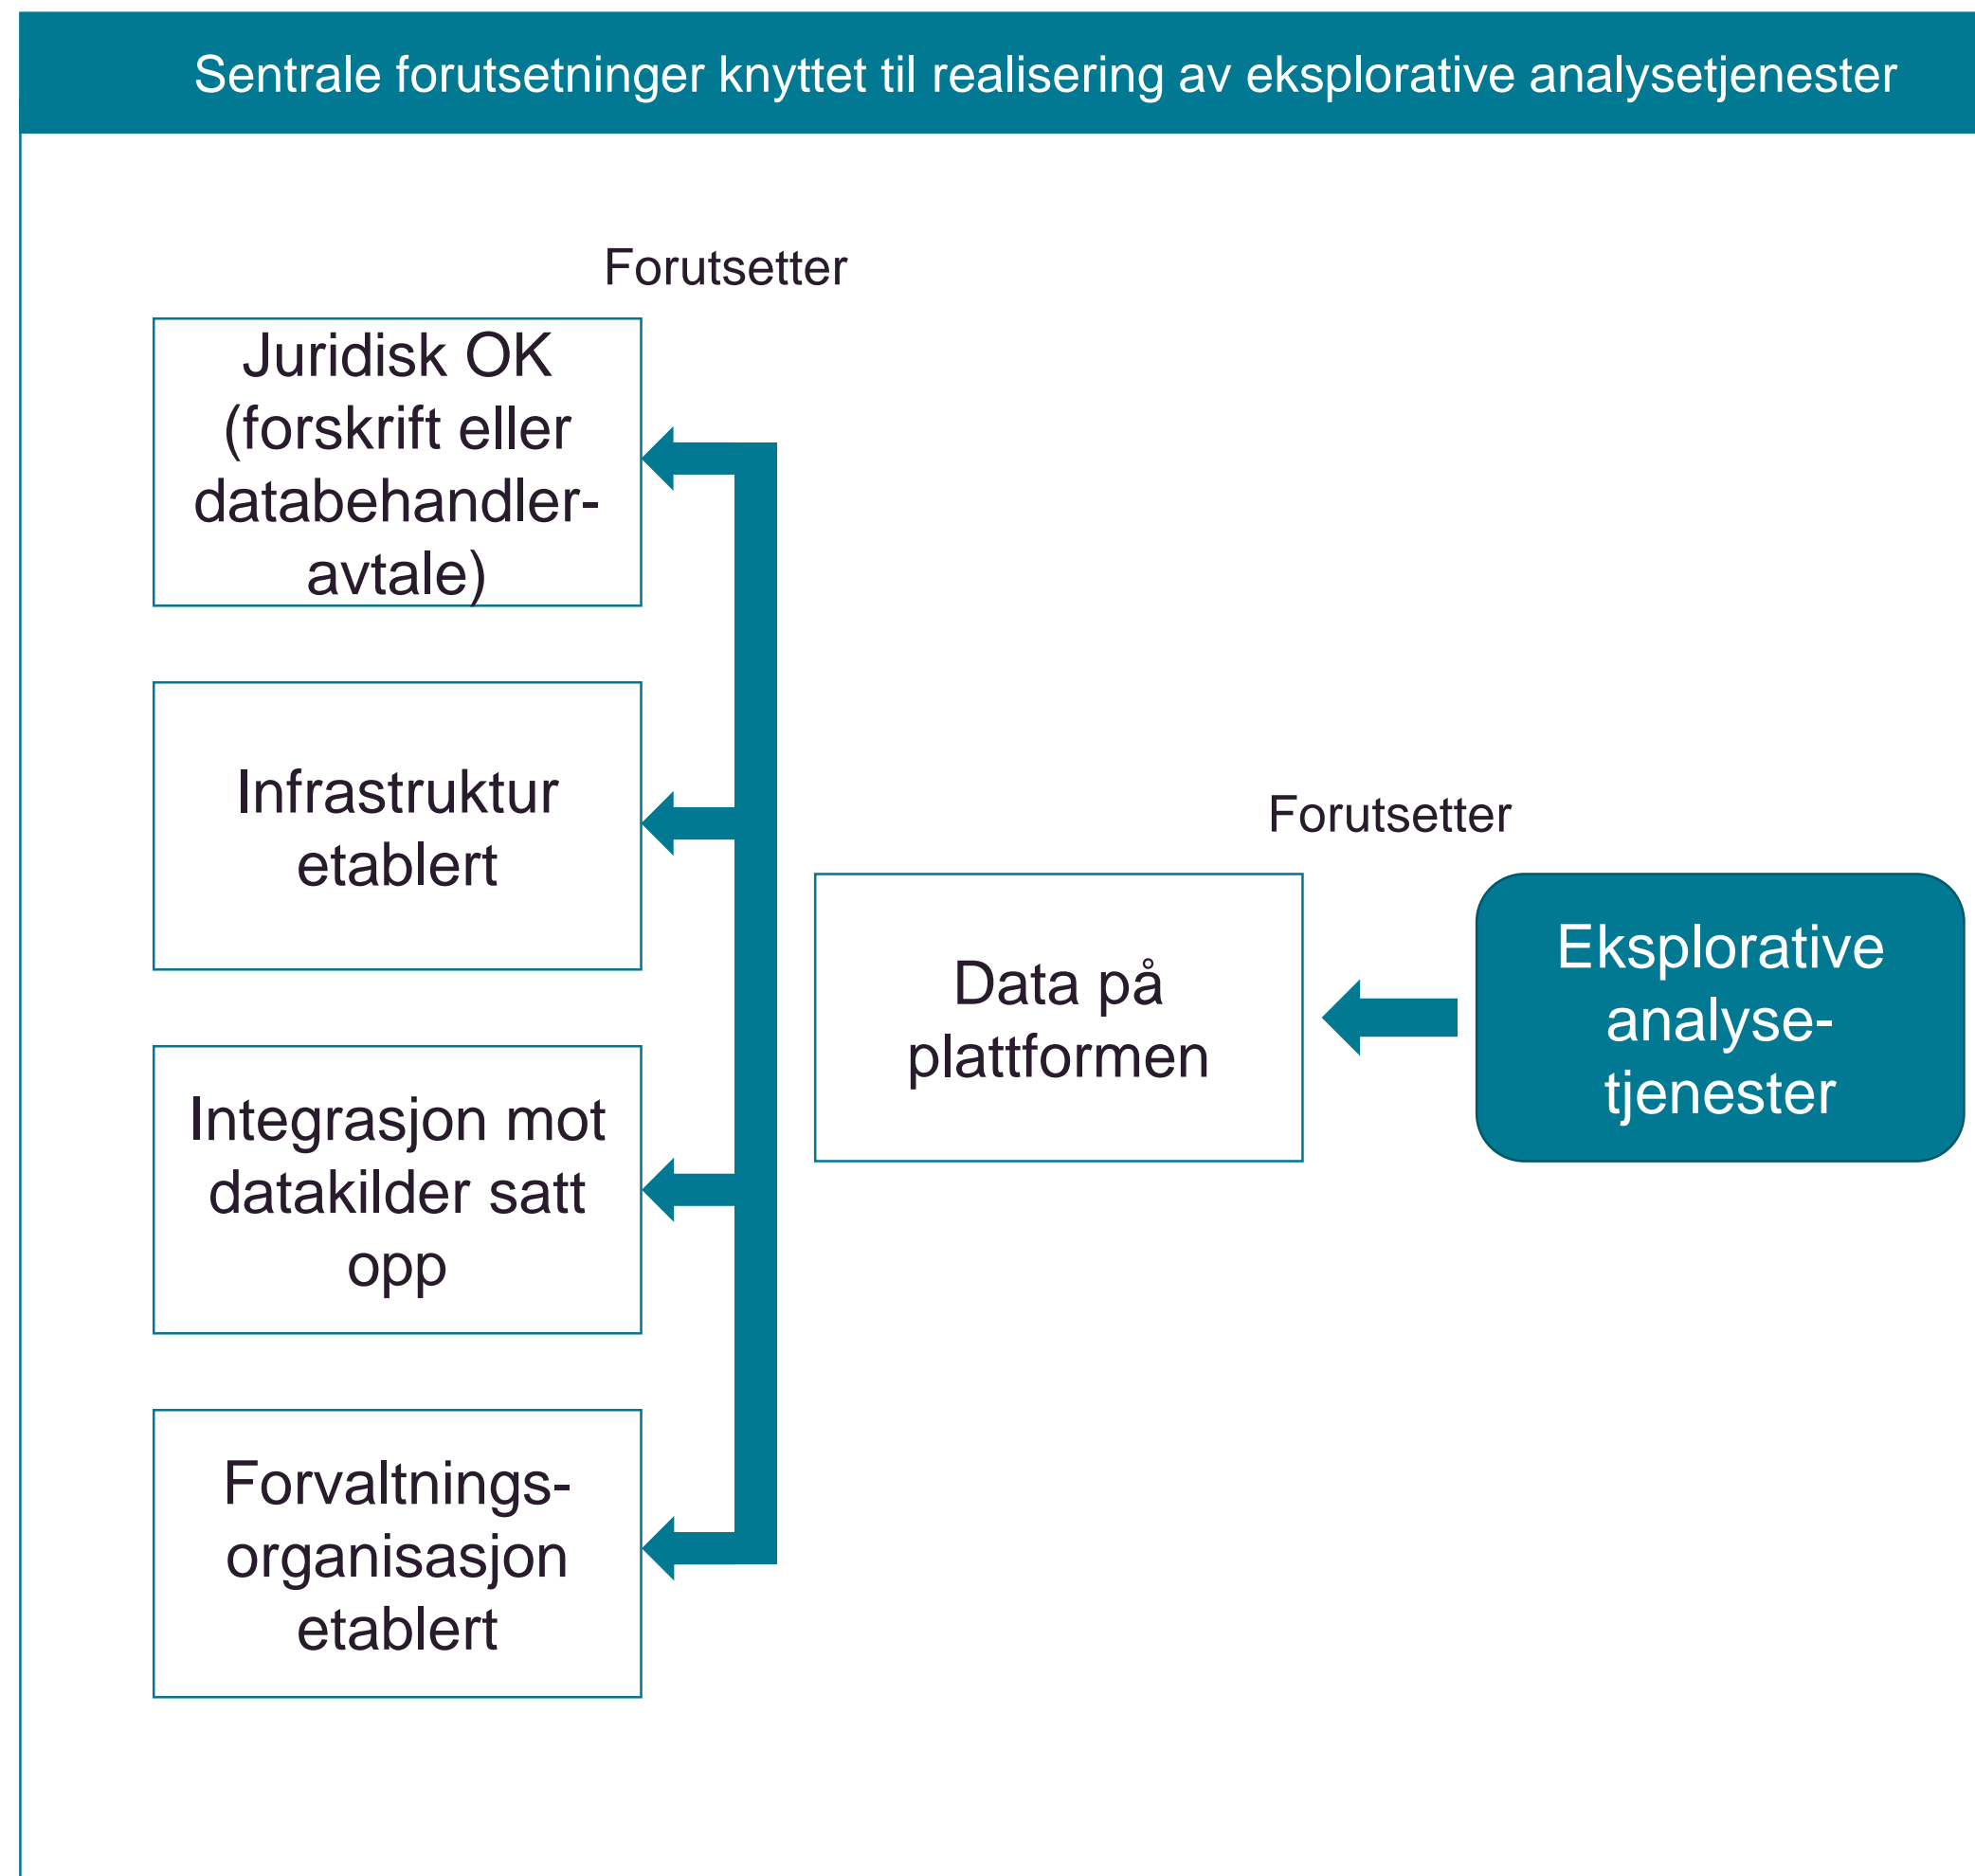 Sentrale forutsetninger knyttet til realisering av eksplorative analysetjenester
Forutsetter
Juridisk OK
(forskrift eller
databehandler-
avtale)
Infrastruktur
etablert
Integrasjon mot
datakilder satt
opp
Forvaltnings-
organisasjon
etablert
Data på
plattformen
Forutsetter
Eksplorative
analyse-
tjenester